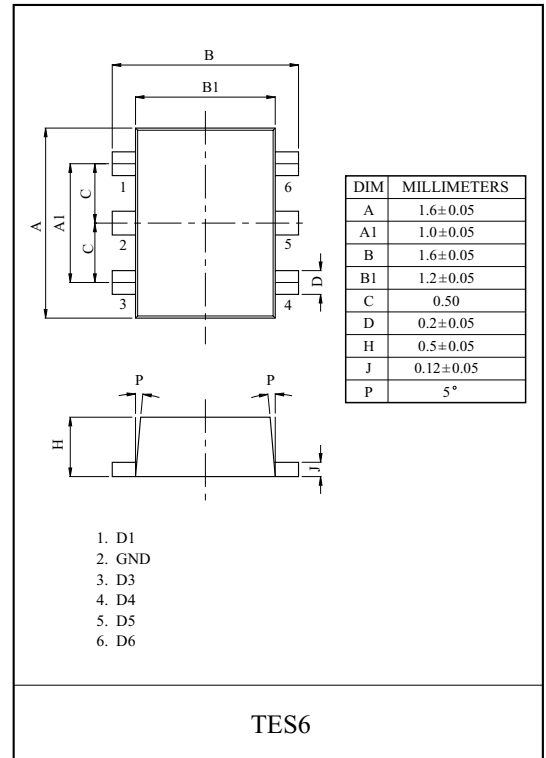 B
B1
1
6
C
A1
A
2
5
C
D
3
4
DIM MILLIMETERS
A 1.6±0.05
A1 1.0±0.05
B 1.6±0.05
B1 1.2±0.05
C 0.50
D 0.2±0.05
H 0.5±0.05
J 0.12±0.05
P 5°
P P
H
J
1. D1
2. GND
3. D3
4. D4
5. D5
6. D6
TES6